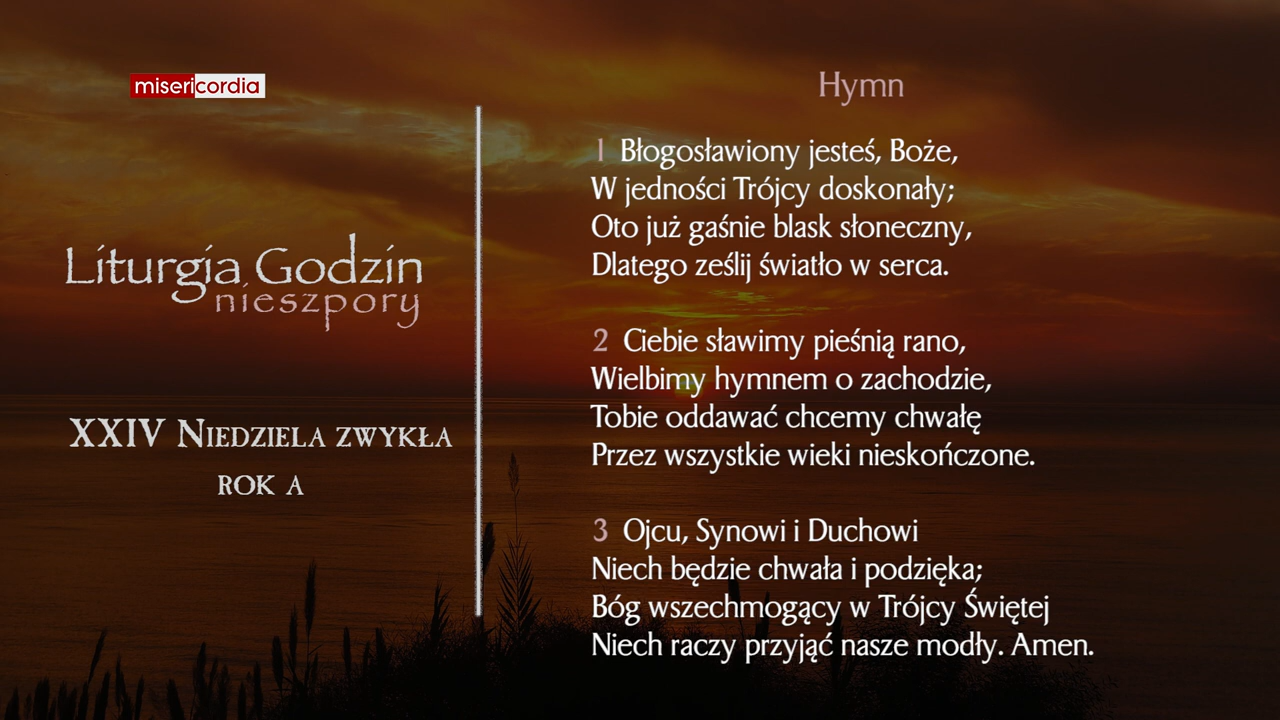 misericordia
Liturgia Godzin
nieszpory
XXIV Niedziela zwykła
rok A
Hymn
1 Błogosławiony jesteś, Boże,
W jedności Trójcy doskonały;
Oto już gaśnie blask słoneczny,
Dlatego ześlij światło w serca.
2 Ciebie sławimy pieśnią rano,
Wielbimy hymnem o zachodzie,
Tobie oddawać chcemy chwałę
Przez wszystkie wieki nieskończone.
3 Ojcu, Synowi i Duchowi
Niech będzie chwała i podzięka;
Bóg wszechmogący w Trójcy Świętej
Niech raczy przyjąć nasze modły. Amen.